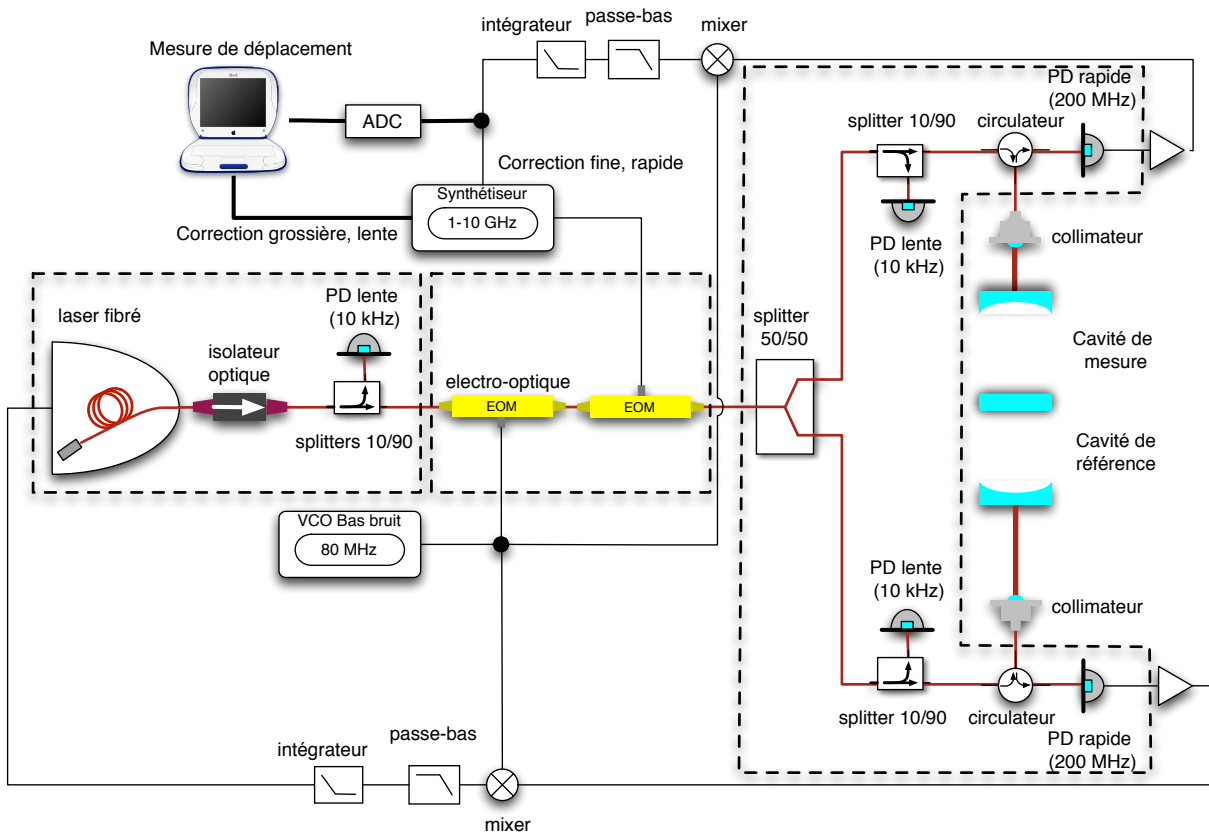 intégrateur
passe-bas
mixer
Mesure de déplacement
ADC
PD rapide
(200 MHz)
splitter 10/90
circulateur
Correction fine, rapide
Synthétiseur
1-10 GHz
Correction grossière, lente
PD lente
(10 kHz)
collimateur
laser fibré
PD lente
(10 kHz)
isolateur
optique
splitter
50/50
Cavité de
mesure
electro-optique
EOM
EOM
splitters 10/90
Cavité de
référence
VCO Bas bruit
80 MHz
PD lente
(10 kHz)
collimateur
splitter 10/90
circulateur
PD rapide
(200 MHz)
intégrateur
passe-bas
mixer